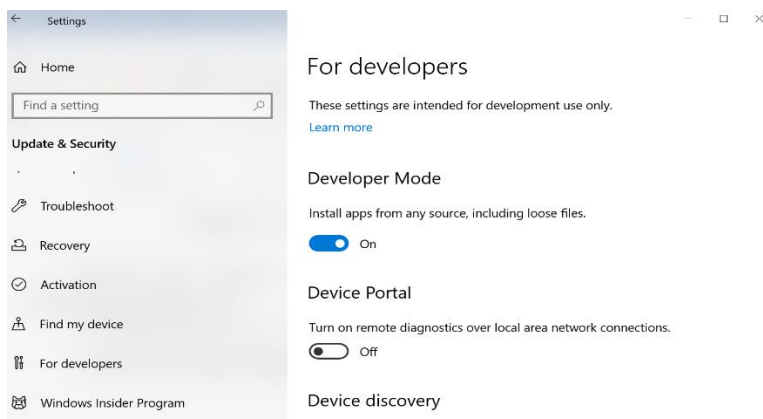 Settings
Home
Find a setting
Update & Security
Troubleshoot
Recovery
Activation
Find my device
For developers
Windows Insider Program
For developers
These settings are intended for development use only.
Learn more
Developer Mode
Install apps from any source, including loose files.
On
Device Portal
Turn on remote diagnostics over local area network connections.
Off
Device discovery